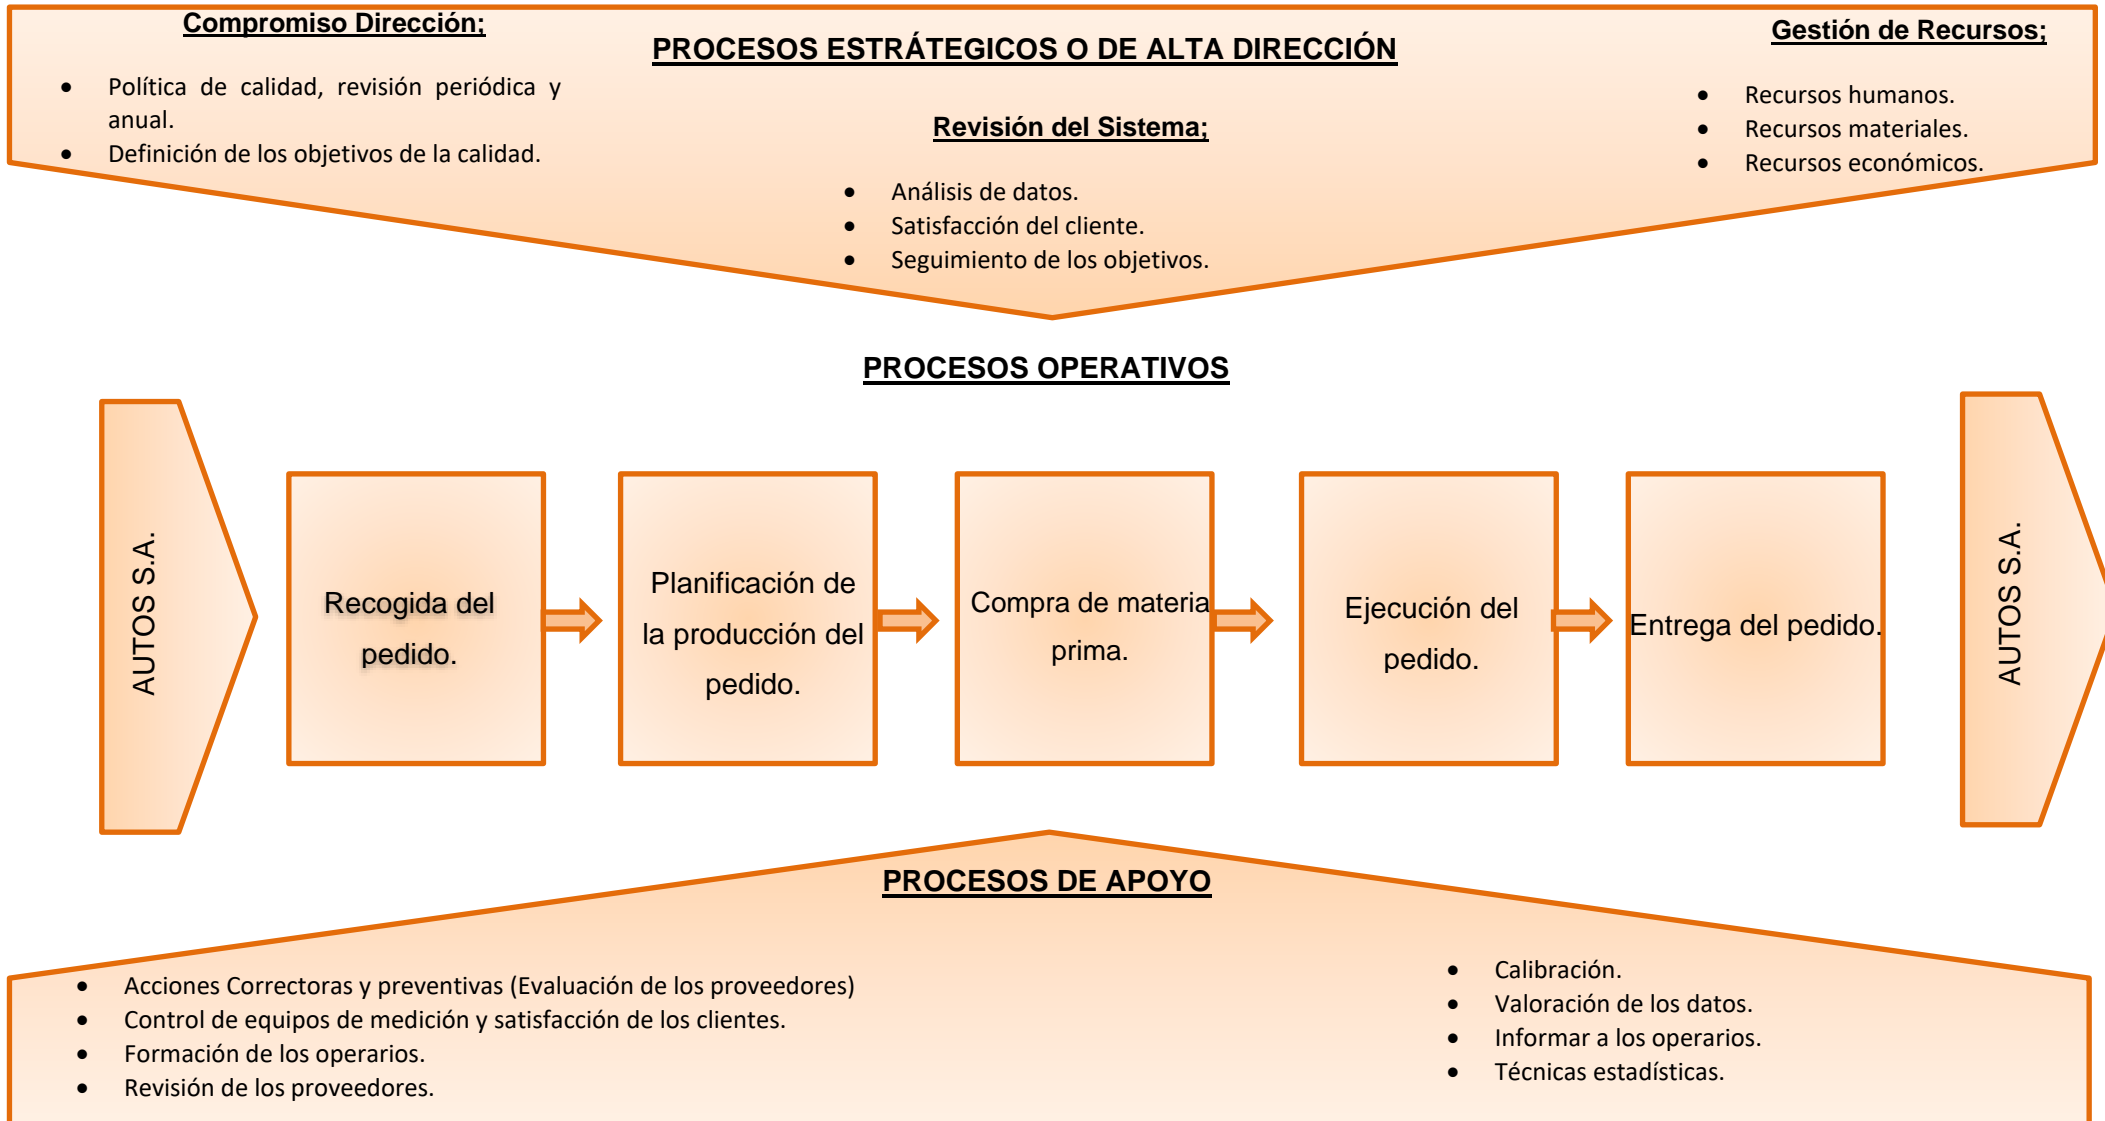 Compromiso Dirección;
• Política de calidad, revisión periódica y
anual.
• Definición de los objetivos de la calidad.
PROCESOS ESTRÁTEGICOS O DE ALTA DIRECCIÓN
Revisión del Sistema;
• Análisis de datos.
• Satisfacción del cliente.
• Seguimiento de los objetivos.
Gestión de Recursos;
• Recursos humanos.
• Recursos materiales.
• Recursos económicos.
PROCESOS OPERATIVOS
AUTOS S.A.
Recogida del
pedido.
Planificación de
la producción del
pedido.
Compra de materia
prima.
Ejecución del
pedido.
Entrega del pedido.
AUTOS S.A.
PROCESOS DE APOYO
• Acciones Correctoras y preventivas (Evaluación de los proveedores)
• Control de equipos de medición y satisfacción de los clientes.
• Formación de los operarios.
• Revisión de los proveedores.
• Calibración.
• Valoración de los datos.
• Informar a los operarios.
• Técnicas estadísticas.